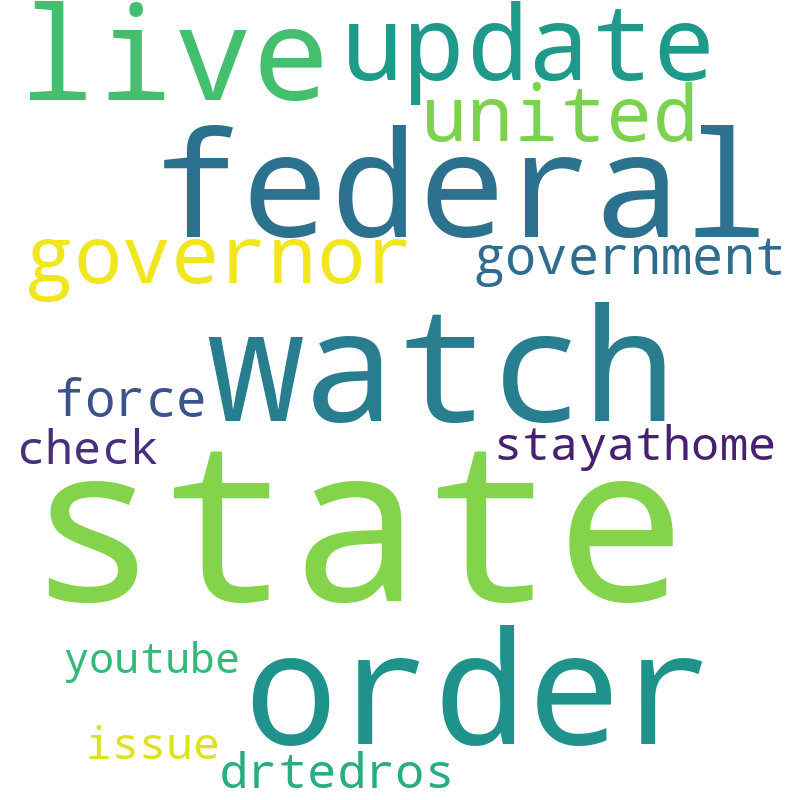 live update
united
federal
governor government
watch
force
check stayathome
state
youtube
order
issue
drtedros